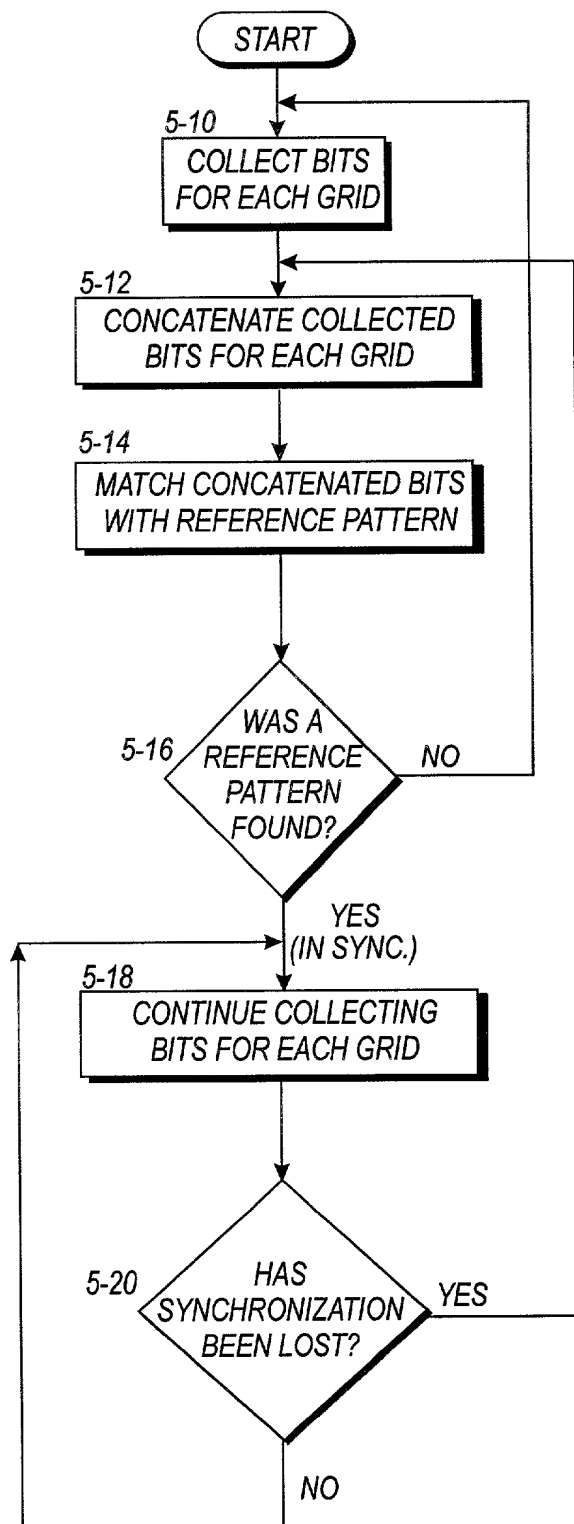 START
5-10
COLLECT BITS
FOR EACH GRID
5-12
CONCATENATE COLLECTED
BITS FOR EACH GRID
5-14
MATCH CONCATENATED BITS
WITH REFERENCE PATTERN
5-16
WAS A
REFERENCE
PATTERN
FOUND?
NO
YES
(IN SYNC.)
5-18
CONTINUE COLLECTING
BITS FOR EACH GRID
5-20
HAS
SYNCHRONIZATION
BEEN LOST?
YES
NO